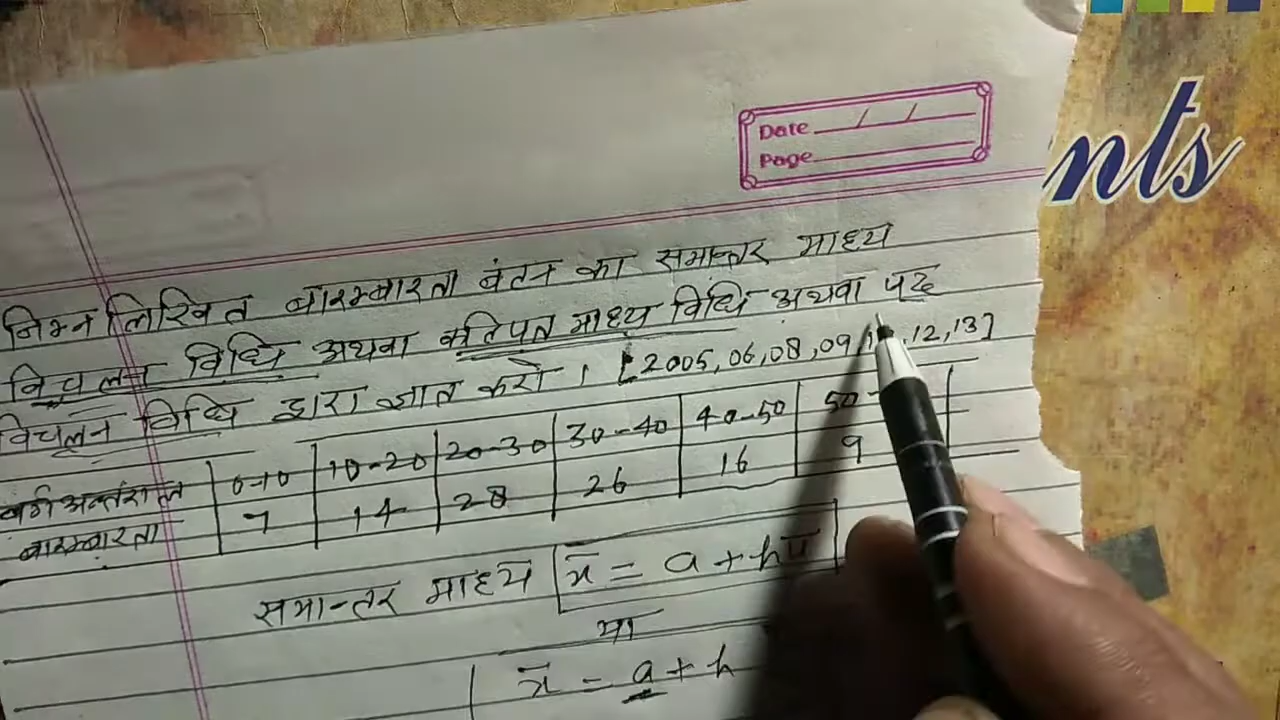 nts
Date / /
Page
निम्न लिखित बारम्बारता बंटन का समान्तर माध्य
विचलन विधि अथवा कल्पित माध्य विधि अथवा पद
विचलन विधि द्वारा ज्ञात करो । [2005,06,08,09 ,12,13]
वर्ग अन्तराल 0-10 10-20 20-30 30-40 40-50 50-
बारम्बारता 7 14 28 26 16 9
समान्तर माध्य x̄ = a + hū
या
x̄ = a + h